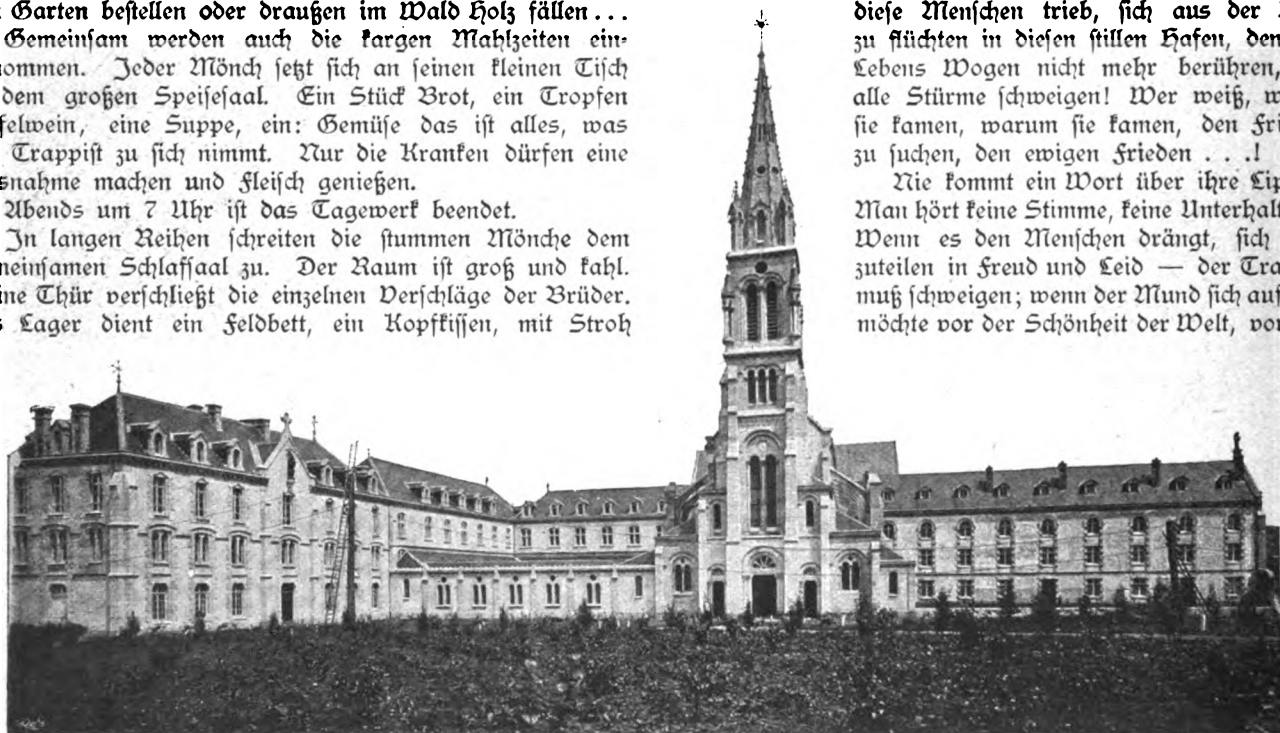 Garten bestellen oder draußen im Wald Holz fällen ...
Gemeinsam werden auch die kargen Mahlzeiten ein-
ommen. Jeder Mönch setzt sich an seinen kleinen Tisch
dem großen Speisesaal. Ein Stück Brot, ein Tropfen
felwein, eine Suppe, ein: Gemüse das ist alles, was
Trappist zu sich nimmt. Nur die Kranken dürfen eine
snahme machen und Fleisch genießen.
Abends um 7 Uhr ist das Tagewerk beendet.
In langen Reihen schreiten die stummen Mönche dem
meinsamen Schlafsaal zu. Der Raum ist groß und kahl.
ine Thür verschließt die einzelnen Verschläge der Brüder.
s Lager dient ein Feldbett, ein Kopfkissen, mit Stroh
diese Menschen trieb, sich aus der
zu flüchten in diesen stillen Hafen, den
Lebens Wogen nicht mehr berühren,
alle Stürme schweigen! Wer weiß, w
sie kamen, warum sie kamen, den Fri
zu suchen, den ewigen Frieden . . .!
Nie kommt ein Wort über ihre Lip
Man hört keine Stimme, keine Unterhalt
Wenn es den Menschen drängt, sich
zuteilen in Freud und Leid — der Tra
muß schweigen; wenn der Mund sich auf
möchte vor der Schönheit der Welt, vor